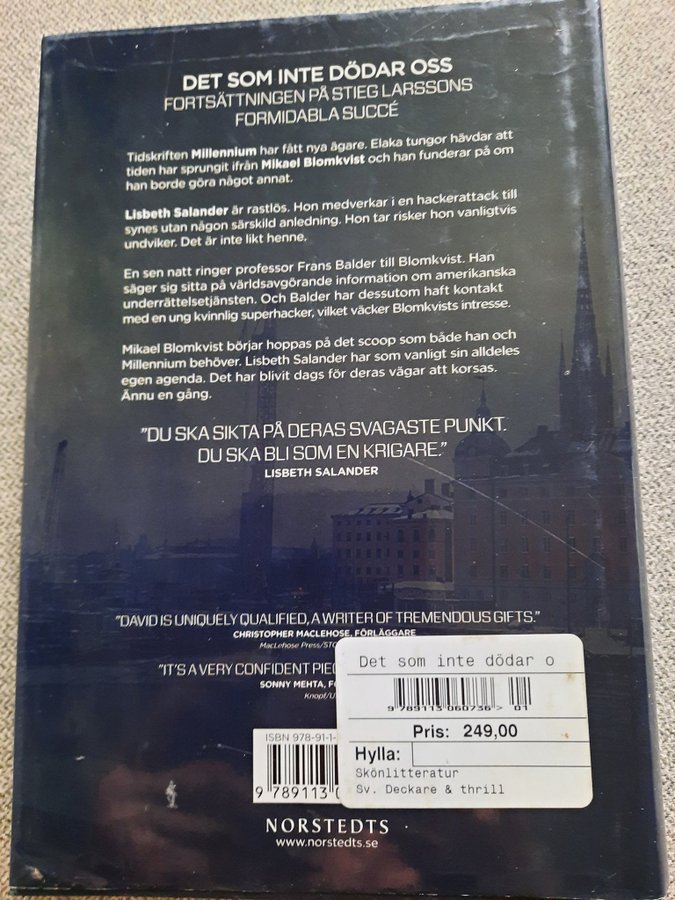 DET SOM INTE DÖDAR OSS
FORTSÄTTNINGEN PÅ STIEG LARSSONS
FORMIDABLA SUCCÉ
Tidskriften Millennium har fått nya ägare. Elaka tungor hävdar att
tiden har sprungit ifrån Mikael Blomkvist och han funderar på om
han borde göra något annat.
Lisbeth Salander är rastlös. Hon medverkar i en hackerattack till
synes utan någon särskild anledning. Hon tar risker hon vanligtvis
undviker. Det är inte likt henne.
En sen natt ringer professor Frans Balder till Blomkvist. Han
säger sig sitta på världsavgörande information om amerikanska
underrättelsetjänsten. Och Balder har dessutom haft kontakt
med en ung kvinnlig superhacker, vilket väcker Blomkvists intresse.
Mikael Blomkvist börjar hoppas på det scoop som både han och
Millennium behöver. Lisbeth Salander har som vanligt sin alldeles
egen agenda. Det har blivit dags för deras vägar att korsas.
Ännu en gång.
"DU SKA SIKTA PÅ DERAS SVAGASTE PUNKT.
DU SKA BLI SOM EN KRIGARE."
LISBETH SALANDER
"DAVID IS UNIQUELY QUALIFIED, A WRITER OF TREMENDOUS GIFTS."
CHRISTOPHER MACLEHOSE, FÖRLÄGGARE
MacLehose Press/
"IT'S A VERY CONFIDENT
SONNY MEHTA,
Knopf/
Det som inte dödar o
9 789113 060736 > 01
Pris: 249,00
Hylla:
Skönlitteratur
Sv. Deckare & thrill
ISBN 978-91-1-
9 789113
NORSTEDTS
www.norstedts.se